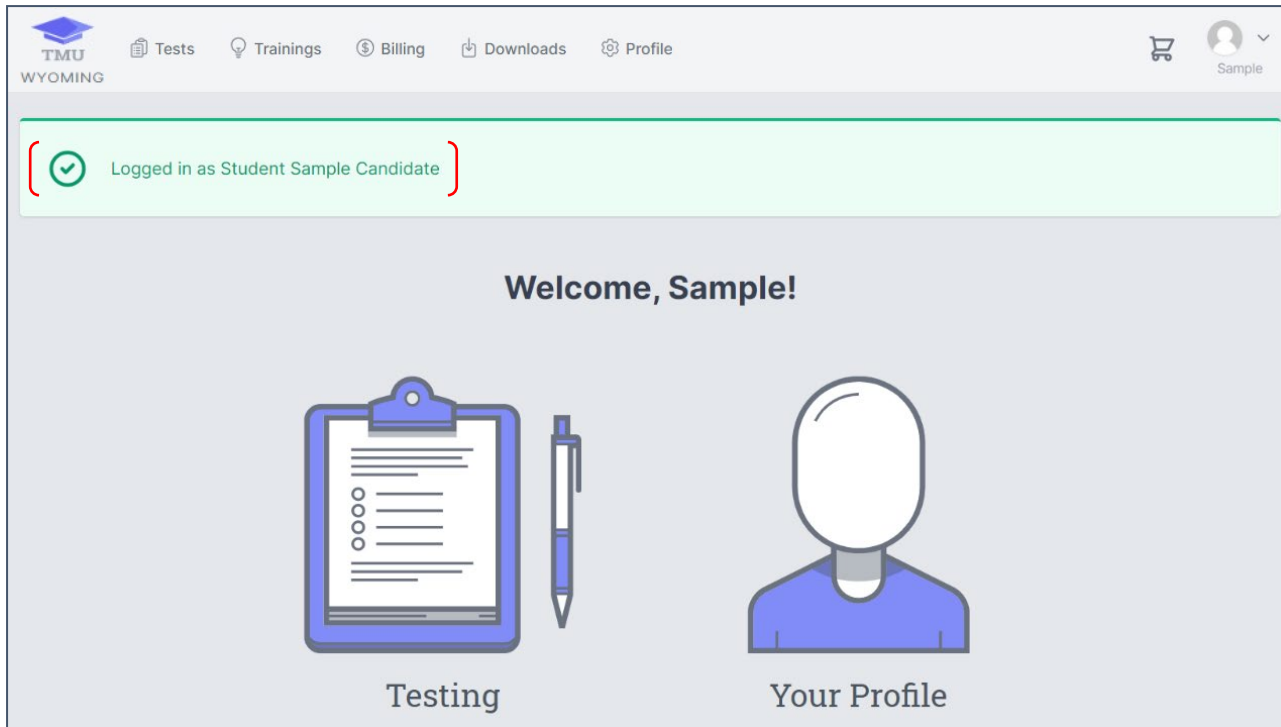 TMU
WYOMING
Tests
Trainings
Billing
Downloads
Profile
Sample
Logged in as Student Sample Candidate
Welcome, Sample!
Testing
Your Profile